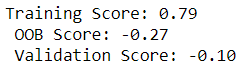 Training Score: 0.79
OOB Score: -0.27
Validation Score: -0.10